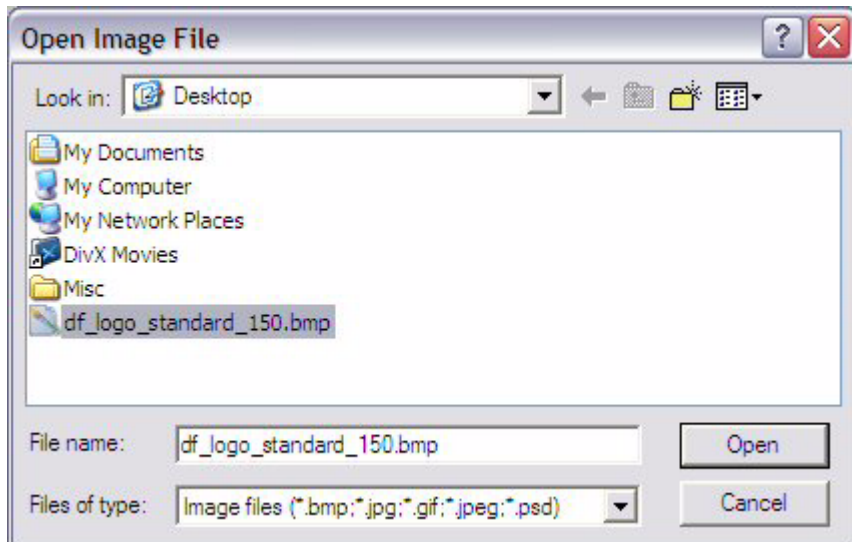 Open Image File
Look in: Desktop
My Documents
My Computer
My Network Places
DivX Movies
Misc
df_logo_standard_150.bmp
File name: df_logo_standard_150.bmp Open
Files of type: Image files (*.bmp;*.jpg;*.gif;*.jpeg;*.psd) Cancel